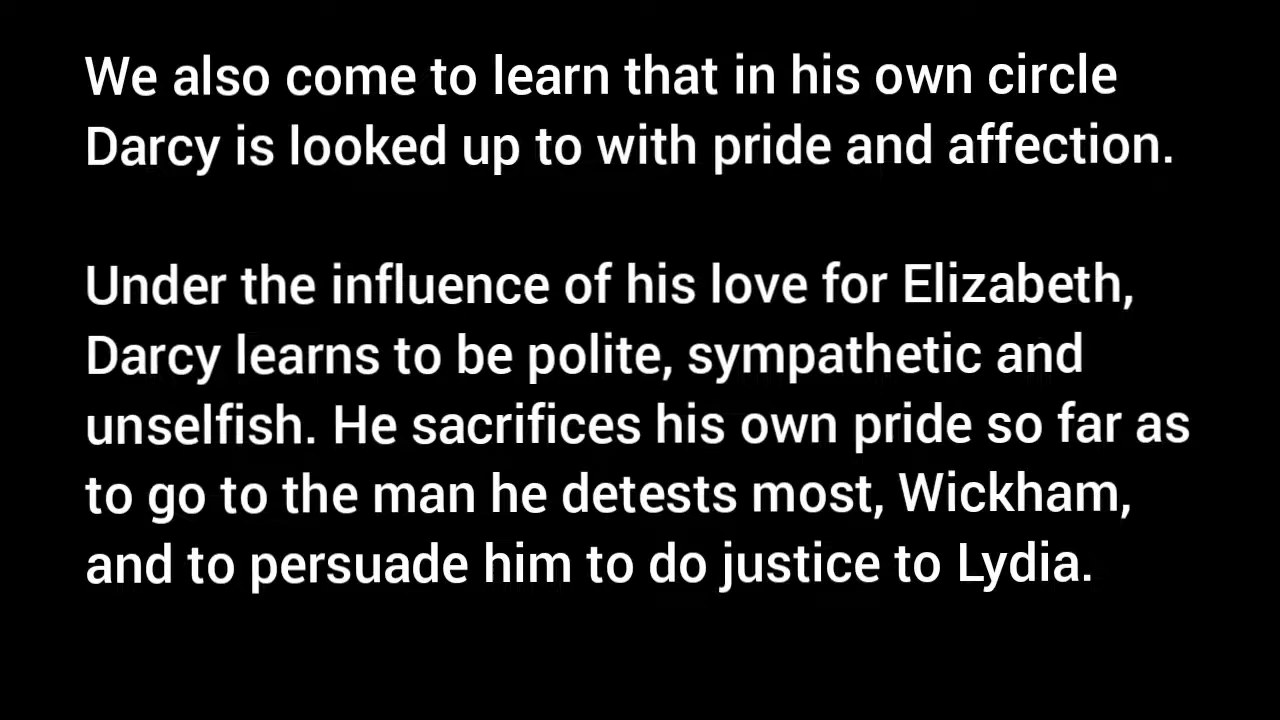 We also come to learn that in his own circle
Darcy is looked up to with pride and affection.
Under the influence of his love for Elizabeth,
Darcy learns to be polite, sympathetic and
unselfish. He sacrifices his own pride so far as
to go to the man he detests most, Wickham,
and to persuade him to do justice to Lydia.